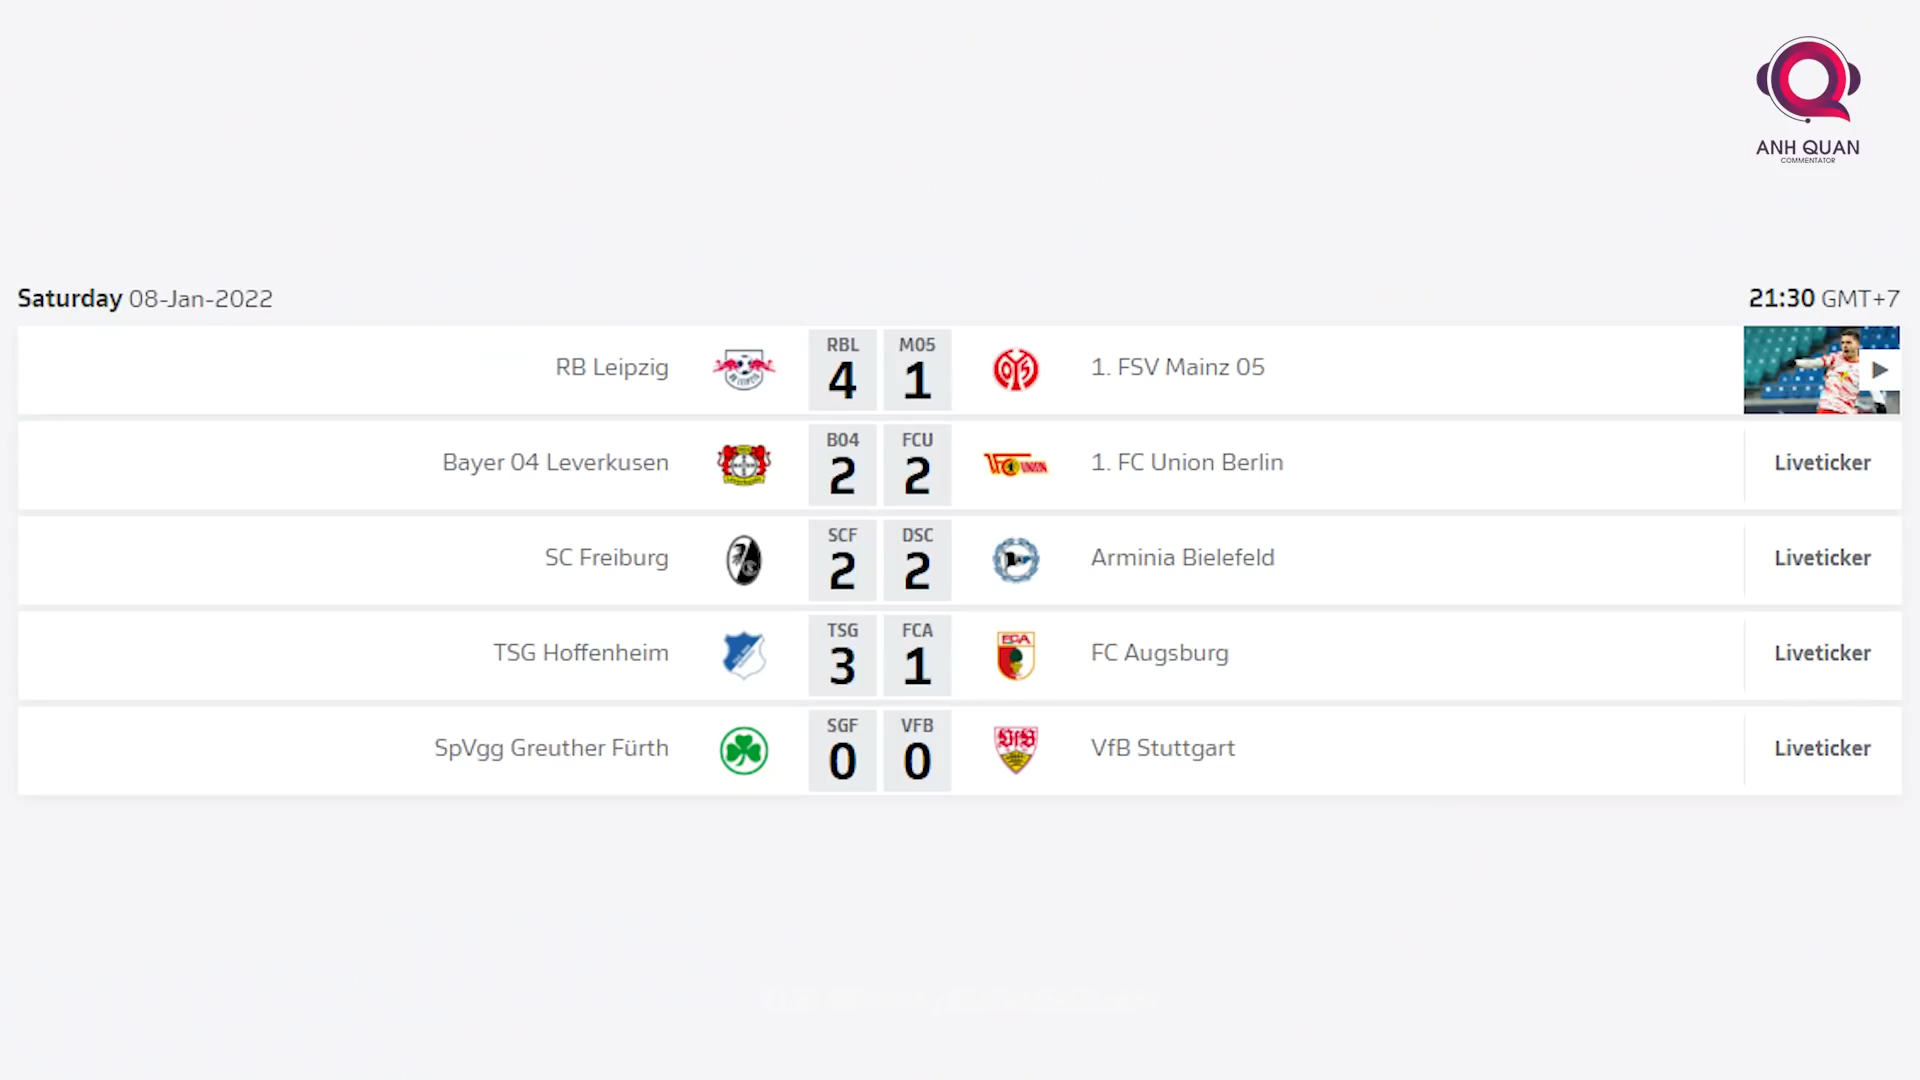 ANH QUAN
COMMENTATOR
Saturday 08-Jan-2022 21:30 GMT+7
RB Leipzig RBL 4 M05 1 1. FSV Mainz 05
Bayer 04 Leverkusen B04 2 FCU 2 1. FC Union Berlin Liveticker
SC Freiburg SCF 2 DSC 2 Arminia Bielefeld Liveticker
TSG Hoffenheim TSG 3 FCA 1 FC Augsburg Liveticker
SpVgg Greuther Fürth SGF 0 VFB 0 VfB Stuttgart Liveticker